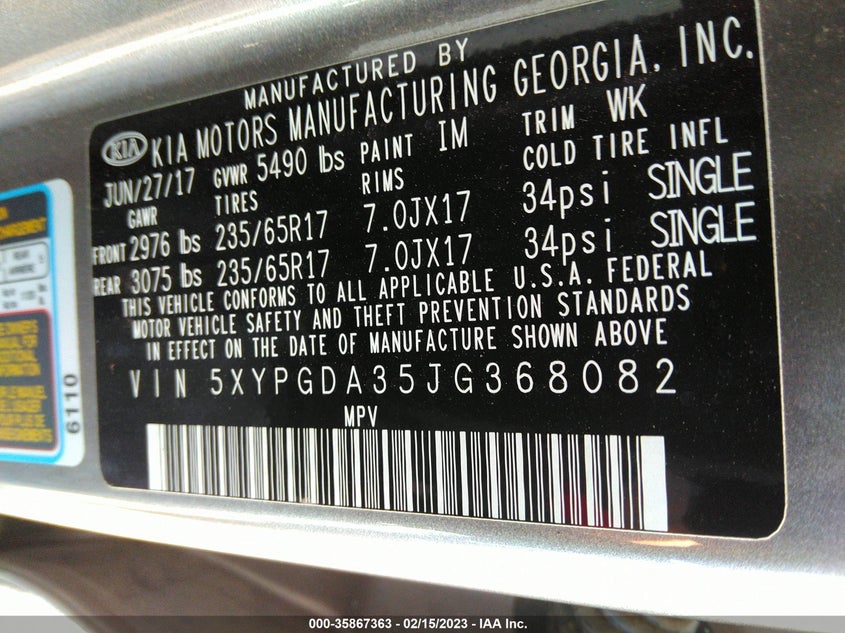 MANUFACTURED BY
KIA KIA MOTORS MANUFACTURING GEORGIA, INC.
JUN/27/17 GVWR 5490 lbs PAINT IM TRIM WK
GAWR TIRES RIMS COLD TIRE INFL
FRONT 2976 lbs 235/65R17 7.0JX17 34psi SINGLE
REAR 3075 lbs 235/65R17 7.0JX17 34psi SINGLE
THIS VEHICLE CONFORMS TO ALL APPLICABLE U.S.A. FEDERAL
MOTOR VEHICLE SAFETY AND THEFT PREVENTION STANDARDS
IN EFFECT ON THE DATE OF MANUFACTURE SHOWN ABOVE
VIN 5XYPGDA35JG368082
MPV
6110
000-35867363 - 02/15/2023 - IAA Inc.